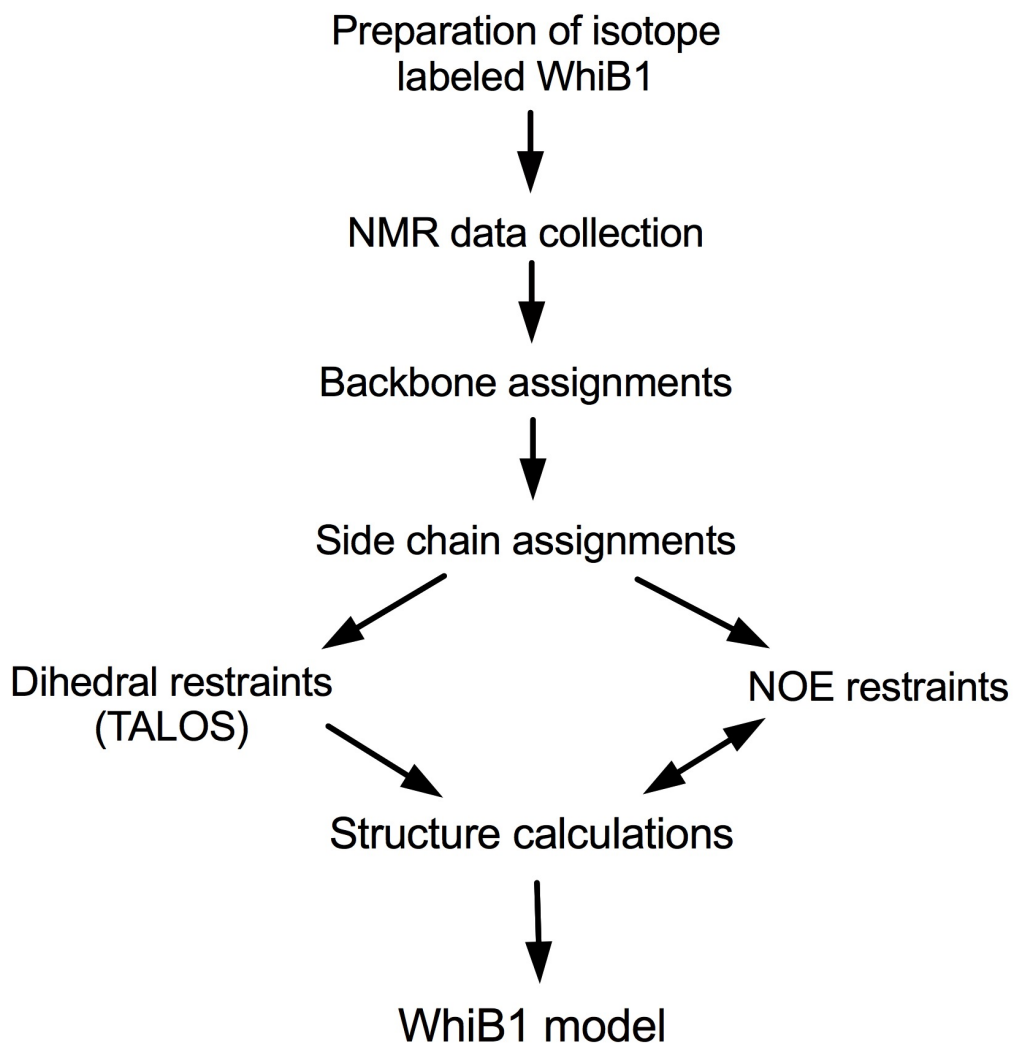 Preparation of isotope
labeled WhiB1
NMR data collection
Backbone assignments
Side chain assignments
Dihedral restraints
(TALOS)
NOE restraints
Structure calculations
WhiB1 model